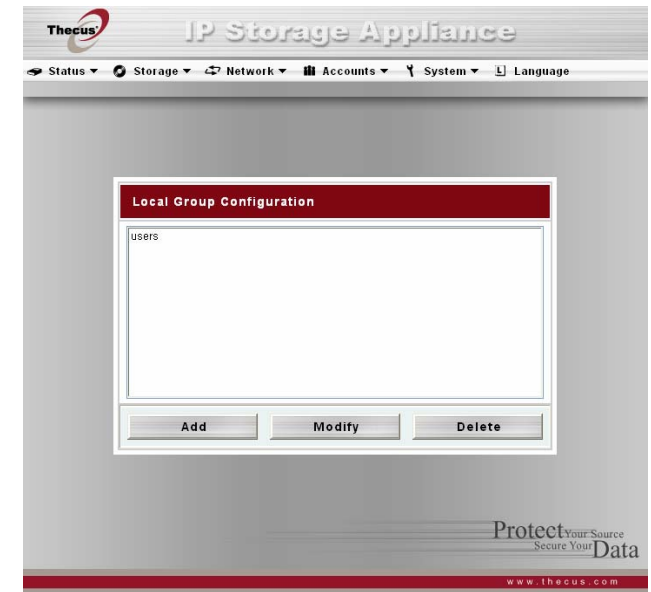 Thecus
IP Storage Appliance
Status Storage Network Accounts System L Language
Local Group Configuration
users
Add Modify Delete
Protect Your Source
Secure Your Data
www.thecus.com